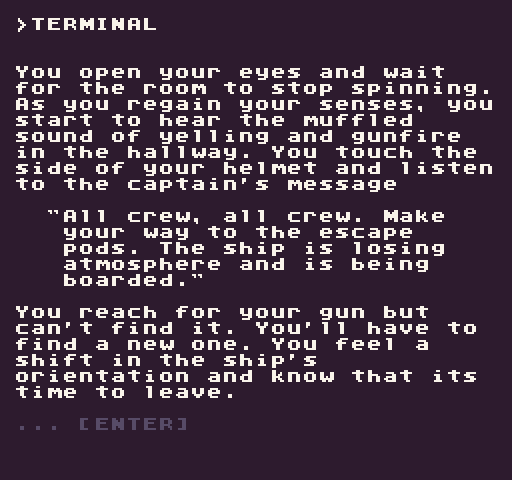 >TERMINAL
You open your eyes and wait
for the room to stop spinning.
As you regain your senses, you
start to hear the muffled
sound of yelling and gunfire
in the hallway. You touch the
side of your helmet and listen
to the captain's message
"All crew, all crew. Make
your way to the escape
pods. The ship is losing
atmosphere and is being
boarded."
You reach for your gun but
can't find it. You'll have to
find a new one. You feel a
shift in the ship's
orientation and know that its
time to leave.
... [ENTER]